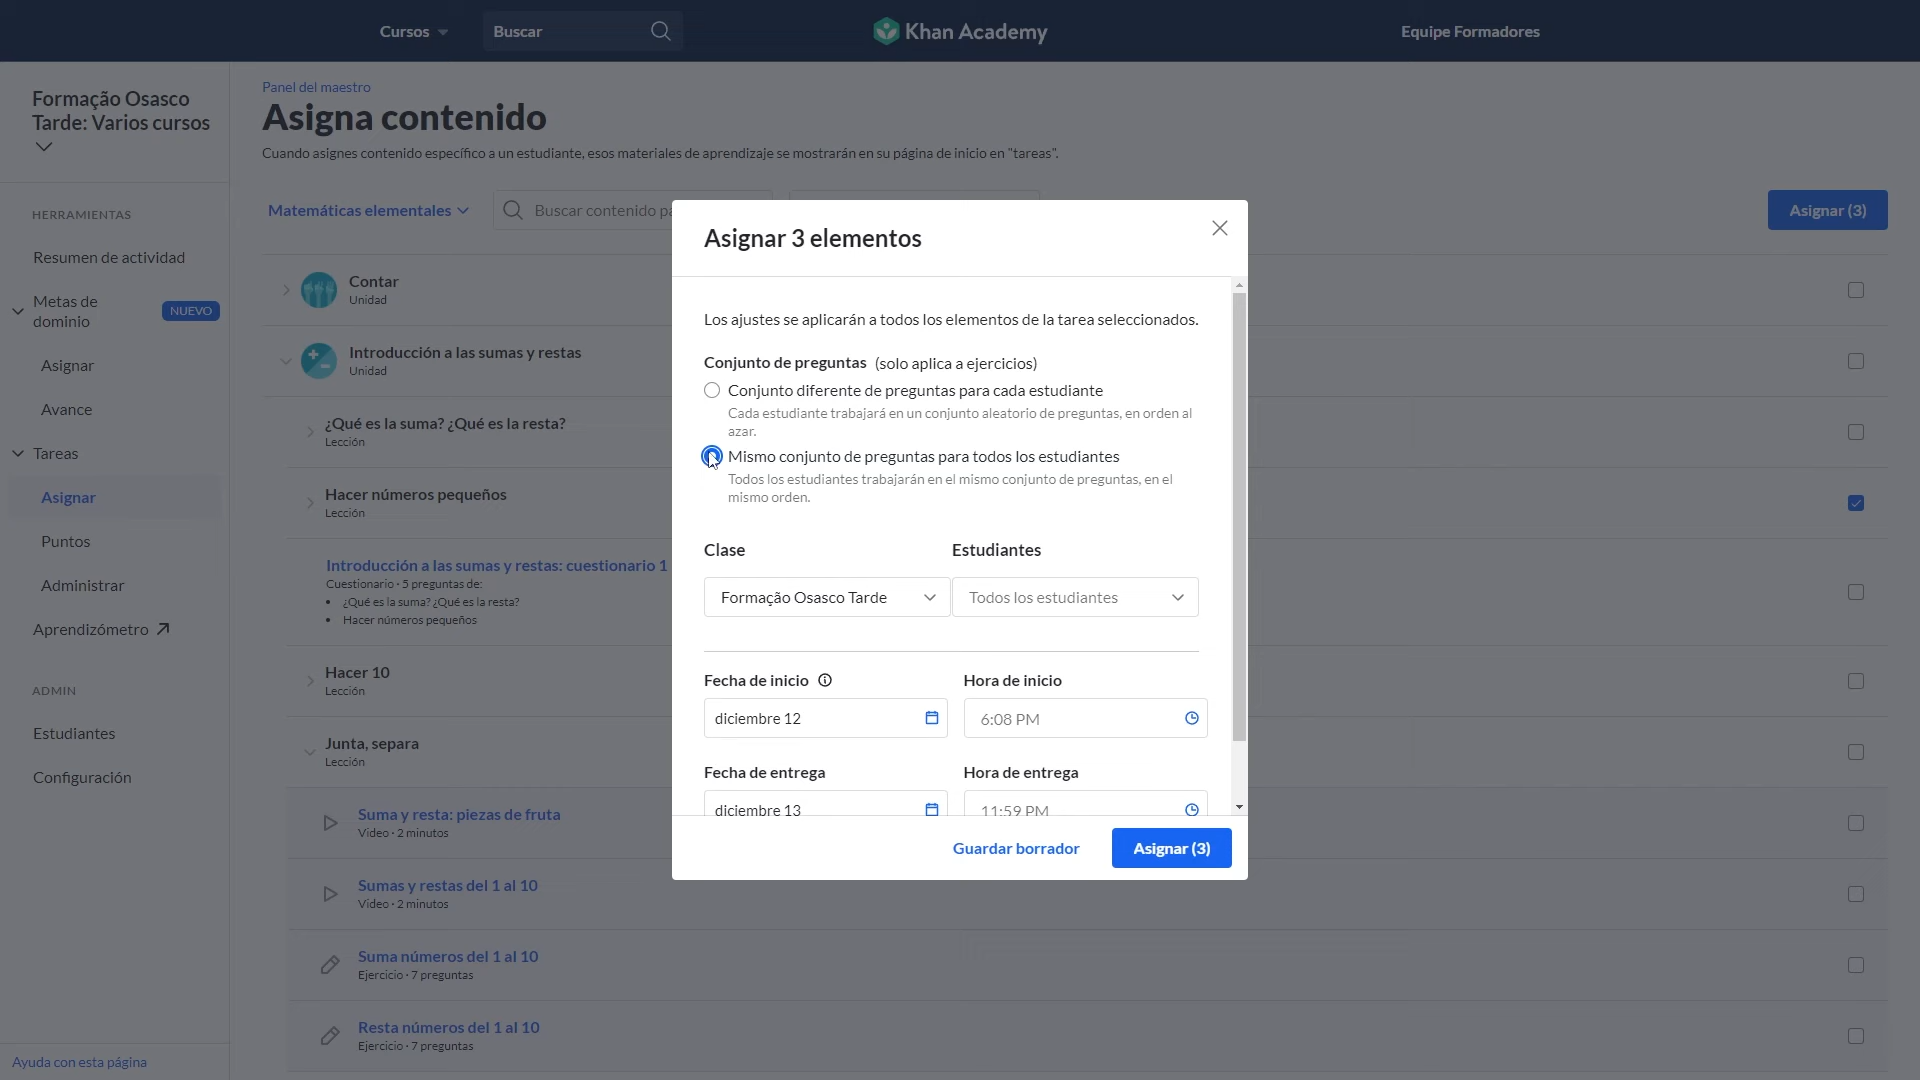 Cursos
Buscar
Khan Academy
Equipe Formadores
Formação Osasco
Tarde: Varios cursos
HERRAMIENTAS
Resumen de actividad
Metas de
dominio
NUEVO
Asignar
Avance
Tareas
Asignar
Puntos
Administrar
Aprendizómetro
ADMIN
Estudiantes
Configuración
Ayuda con esta página
Panel del maestro
Asigna contenido
Cuando asignes contenido específico a un estudiante, esos materiales de aprendizaje se mostrarán en su página de inicio en "tareas".
Matemáticas elementales
Buscar contenido
Asignar (3)
Contar
Unidad
Introducción a las sumas y restas
Unidad
¿Qué es la suma? ¿Qué es la resta?
Lección
Hacer números pequeños
Lección
Introducción a las sumas y restas: cuestionario 1
Cuestionario · 5 preguntas de:
• ¿Qué es la suma? ¿Qué es la resta?
• Hacer números pequeños
Hacer 10
Lección
Junta, separa
Lección
Suma y resta: piezas de fruta
Video · 2 minutos
Sumas y restas del 1 al 10
Video · 2 minutos
Suma números del 1 al 10
Ejercicio · 7 preguntas
Resta números del 1 al 10
Ejercicio · 7 preguntas
Asignar 3 elementos
Los ajustes se aplicarán a todos los elementos de la tarea seleccionados.
Conjunto de preguntas (solo aplica a ejercicios)
Conjunto diferente de preguntas para cada estudiante
Cada estudiante trabajará en un conjunto aleatorio de preguntas, en orden al
azar.
Mismo conjunto de preguntas para todos los estudiantes
Todos los estudiantes trabajarán en el mismo conjunto de preguntas, en el
mismo orden.
Clase Estudiantes
Formação Osasco Tarde Todos los estudiantes
Fecha de inicio Hora de inicio
diciembre 12 6:08 PM
Fecha de entrega Hora de entrega
diciembre 13 11:59 PM
Guardar borrador Asignar (3)